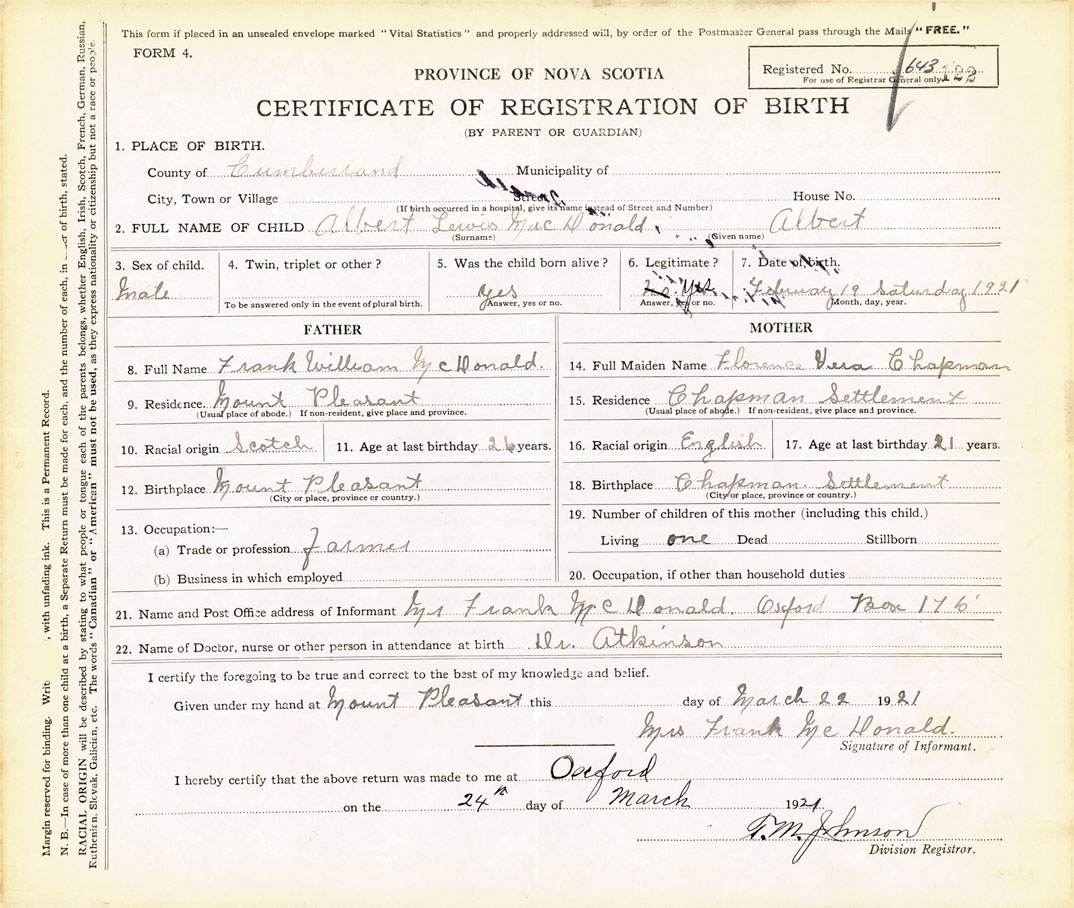 This form if placed in an unsealed envelope marked "Vital Statistics" and properly addressed will, by order of the Postmaster General pass through the Mails "FREE."
FORM 4.
Registered No. 643
For use of Registrar General only. 122
PROVINCE OF NOVA SCOTIA
CERTIFICATE OF REGISTRATION OF BIRTH
(BY PARENT OR GUARDIAN)
1. PLACE OF BIRTH.
County of Cumberland Municipality of
City, Town or Village Street House No.
(If birth occurred in a hospital, give its name instead of Street and Number)
2. FULL NAME OF CHILD Albert Lewis Mac Donald, Albert
(Surname) (Given name)
3. Sex of child. 4. Twin, triplet or other? 5. Was the child born alive? 6. Legitimate? 7. Date of birth.
Male yes Yes February 19 Saturday 1921
To be answered only in the event of plural birth. Answer, yes or no. Answer, yes or no. Month, day, year.
FATHER MOTHER
8. Full Name Frank William Mc Donald. 14. Full Maiden Name Florence Vera Chapman
9. Residence. Mount Pleasant 15. Residence Chapman Settlement
(Usual place of abode.) If non-resident, give place and province. (Usual place of abode.) If non-resident, give place and province.
10. Racial origin Scotch 11. Age at last birthday 26 years. 16. Racial origin English 17. Age at last birthday 21 years.
12. Birthplace Mount Pleasant 18. Birthplace Chapman Settlement
(City or place, province or country.) (City or place, province or country.)
13. Occupation:— 19. Number of children of this mother (including this child.)
(a) Trade or profession Farmer Living one Dead Stillborn
(b) Business in which employed 20. Occupation, if other than household duties
21. Name and Post Office address of Informant Mrs Frank Mc Donald. Oxford Box 176
22. Name of Doctor, nurse or other person in attendance at birth Dr. Atkinson
I certify the foregoing to be true and correct to the best of my knowledge and belief.
Given under my hand at Mount Pleasant this day of March 22 1921
Mrs Frank Mc Donald.
Signature of Informant.
I hereby certify that the above return was made to me at Oxford
on the 24th day of March 1921
T. M. Johnson
Division Registrar.
Margin reserved for binding. Writ , with unfading ink. This is a Permanent Record.
N. B.—In case of more than one child at a birth, a Separate Return must be made for each, and the number of each, in of birth, stated.
RACIAL ORIGIN will be described by stating to what people or tongue each of the parents belongs, whether English, Irish, Scotch, French, German, Russian,
Ruthenian, Slovak, Galician, etc. The words "Canadian" or "American" must not be used, as they express nationality or citizenship but not a race or people.